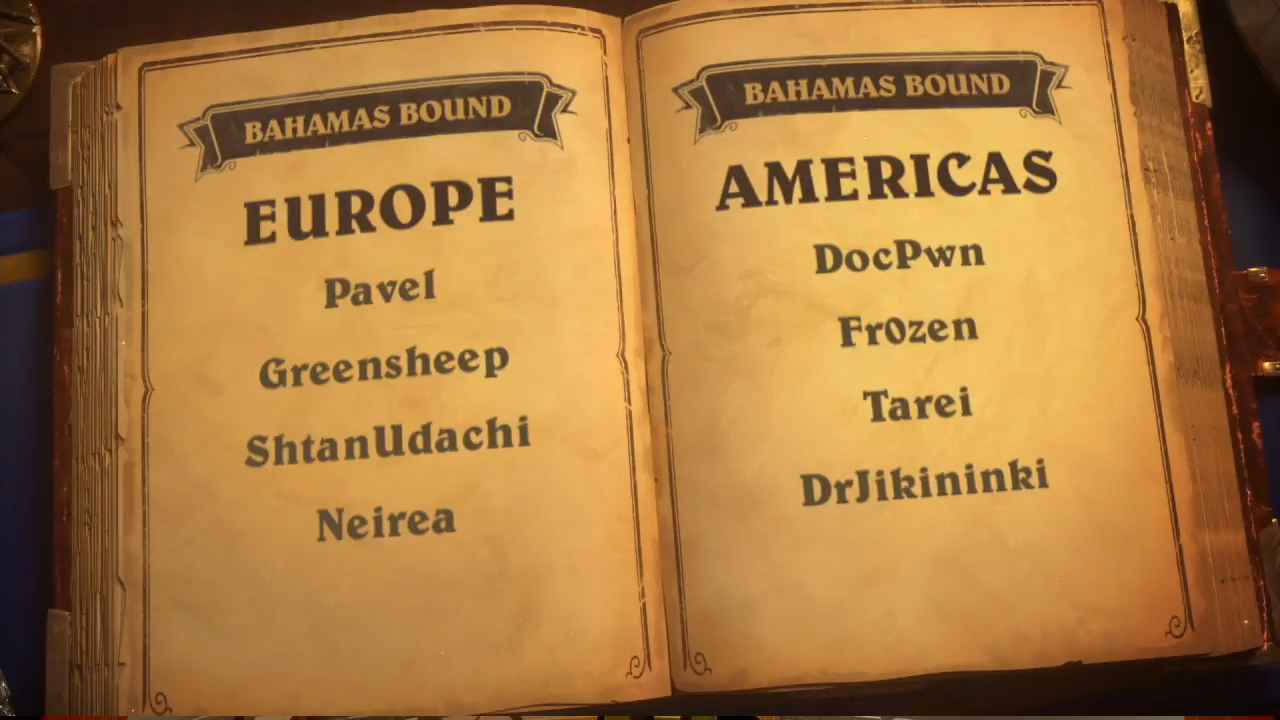 BAHAMAS BOUND
EUROPE
Pavel
Greensheep
ShtanUdachi
Neirea
BAHAMAS BOUND
AMERICAS
DocPwn
Fr0zen
Tarei
DrJikininki